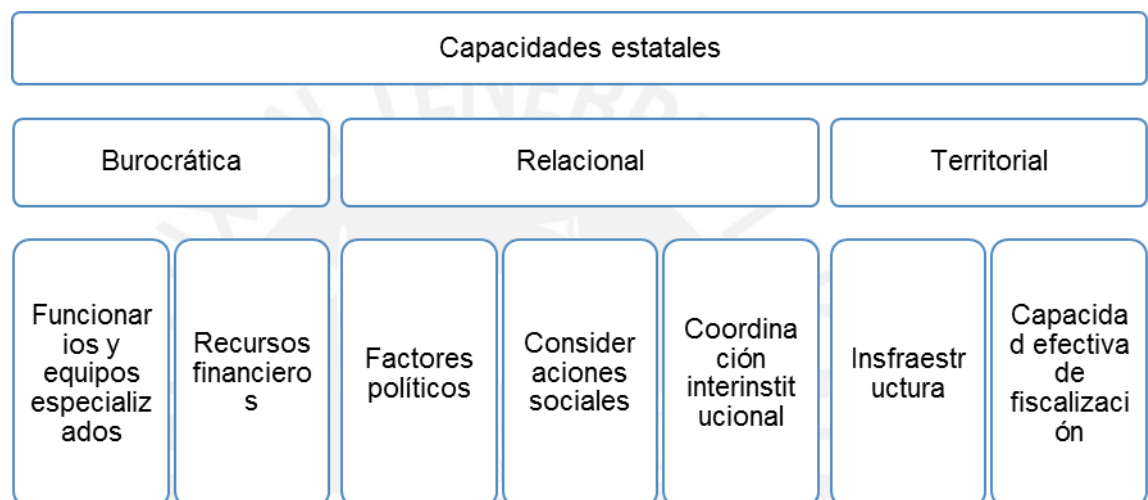 Capacidades estatales
Burocrática
Relacional
Territorial
Funcionar
ios y
equipos
especializ
ados
Recursos
financiero
s
Factores
políticos
Consider
aciones
sociales
Coordina
ción
interinstit
ucional
Insfraestr
uctura
Capacida
d efectiva
de
fiscalizaci
ón